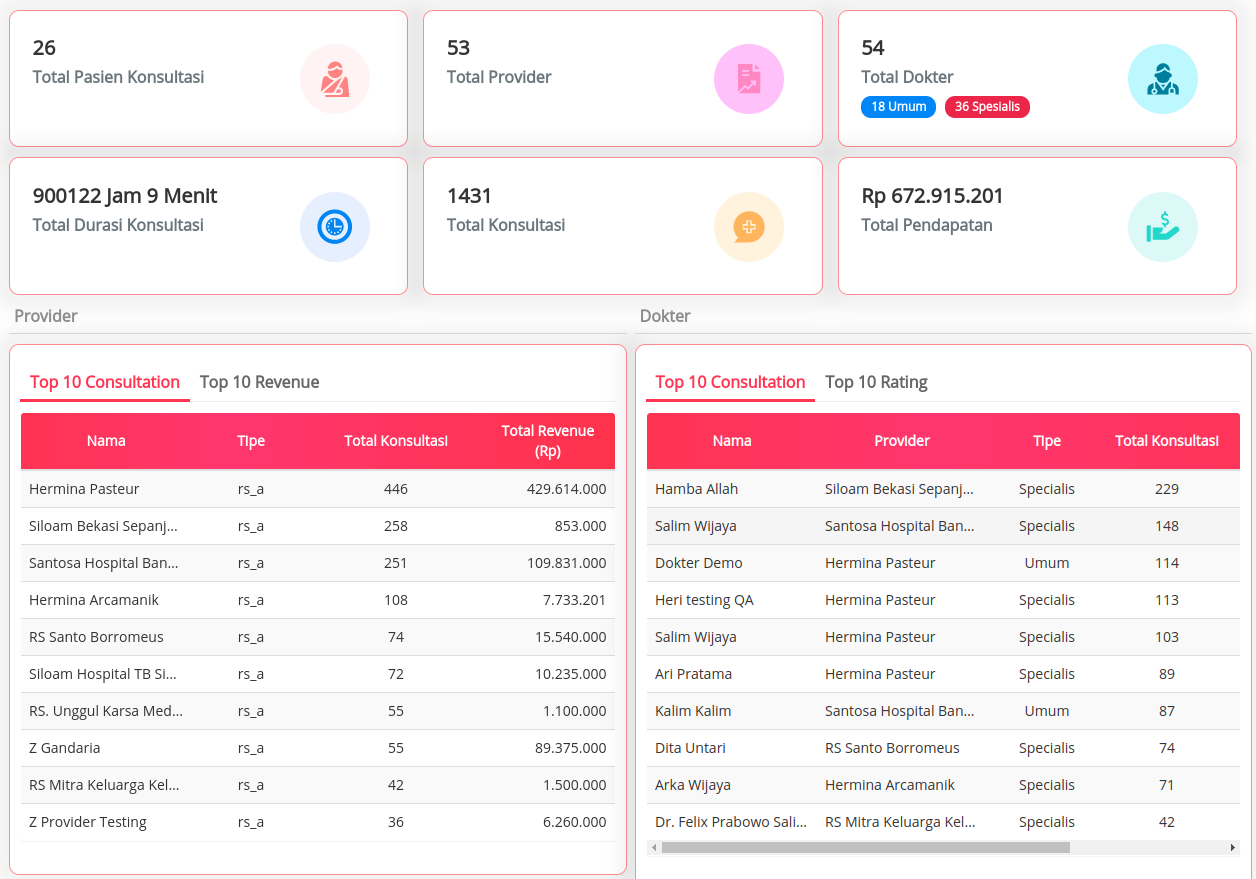 26
Total Pasien Konsultasi
53
Total Provider
54
Total Dokter
18 Umum 36 Spesialis
900122 Jam 9 Menit
Total Durasi Konsultasi
1431
Total Konsultasi
Rp 672.915.201
Total Pendapatan
Provider
Top 10 Consultation Top 10 Revenue
Nama Tipe Total Konsultasi Total Revenue
(Rp)
Hermina Pasteur rs_a 446 429.614.000
Siloam Bekasi Sepanj... rs_a 258 853.000
Santosa Hospital Ban... rs_a 251 109.831.000
Hermina Arcamanik rs_a 108 7.733.201
RS Santo Borromeus rs_a 74 15.540.000
Siloam Hospital TB Si... rs_a 72 10.235.000
RS. Unggul Karsa Med... rs_a 55 1.100.000
Z Gandaria rs_a 55 89.375.000
RS Mitra Keluarga Kel... rs_a 42 1.500.000
Z Provider Testing rs_a 36 6.260.000
Dokter
Top 10 Consultation Top 10 Rating
Nama Provider Tipe Total Konsultasi
Hamba Allah Siloam Bekasi Sepanj... Specialis 229
Salim Wijaya Santosa Hospital Ban... Specialis 148
Dokter Demo Hermina Pasteur Umum 114
Heri testing QA Hermina Pasteur Specialis 113
Salim Wijaya Hermina Pasteur Specialis 103
Ari Pratama Hermina Pasteur Specialis 89
Kalim Kalim Santosa Hospital Ban... Umum 87
Dita Untari RS Santo Borromeus Specialis 74
Arka Wijaya Hermina Arcamanik Specialis 71
Dr. Felix Prabowo Sali... RS Mitra Keluarga Kel... Specialis 42